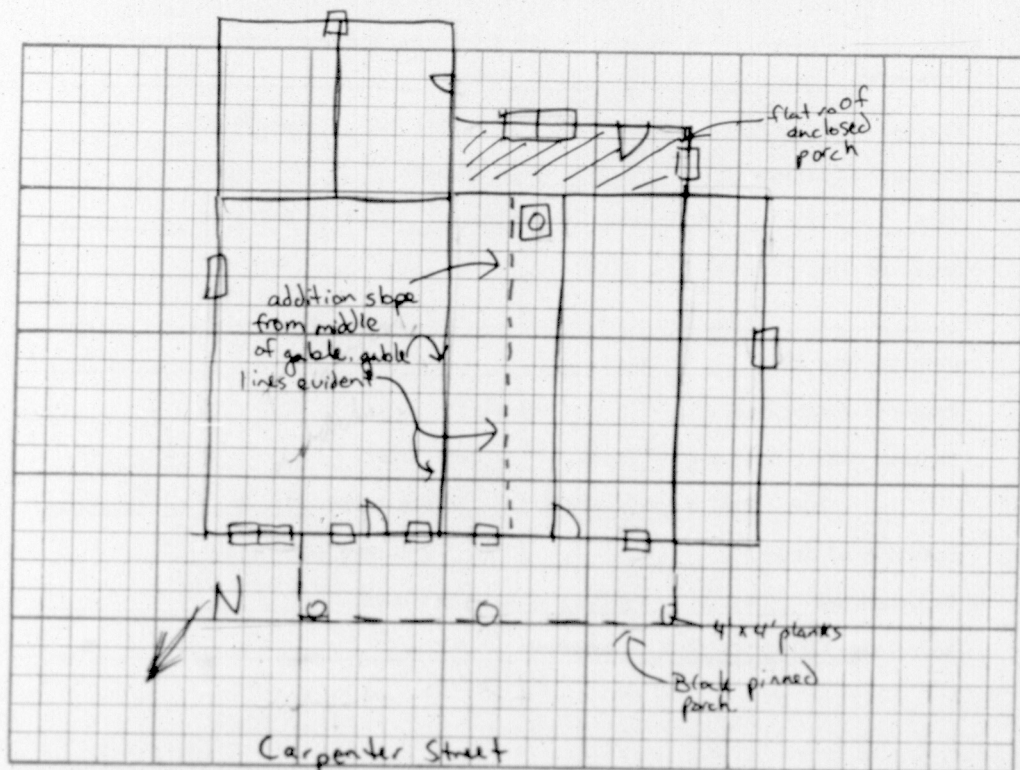 flat roof of
enclosed
porch
addition slope
from middle
of gable. gable
lines evident
N
4' x 4' planks
Block pinned
porch.
Carpenter Street